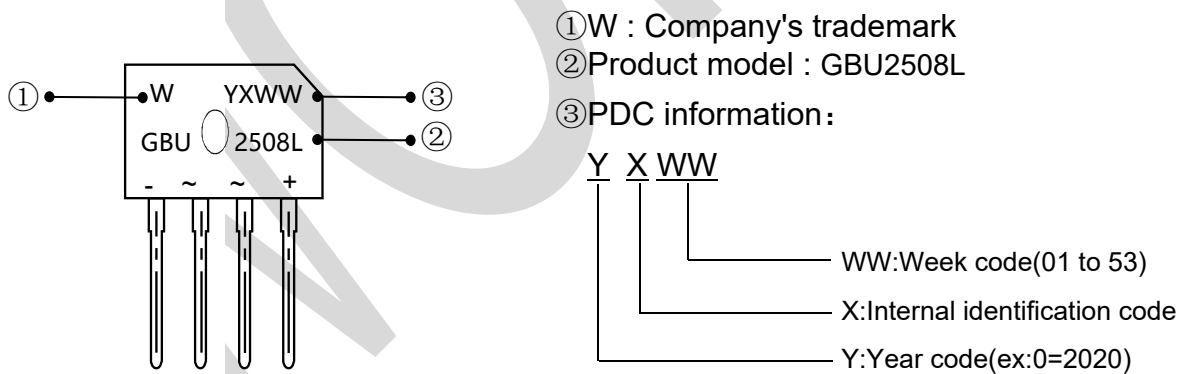 ①W : Company's trademark
②Product model : GBU2508L
③PDC information：
Y X WW
WW:Week code(01 to 53)
X:Internal identification code
Y:Year code(ex:0=2020)
① W YXWW ③
GBU 2508L ②
- ~ ~ +